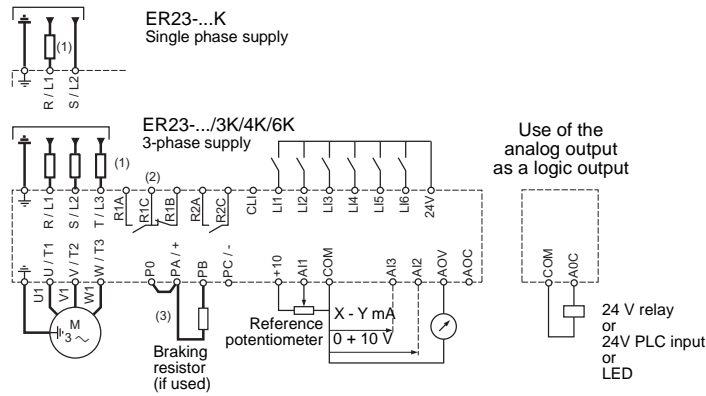 ER23-...K
Single phase supply
(1)
R / L1
S / L2
ER23-.../3K/4K/6K
3-phase supply
(1)
(2)
Use of the
analog output
as a logic output
R / L1
S / L2
T / L3
R1A
R1C
R1B
R2A
R2C
CLI
LI1
LI2
LI3
LI4
LI5
LI6
24V
U / T1
V / T2
W / T3
P0
PA / +
PB
PC / -
+10
AI1
COM
AI3
AI2
AOV
AOC
COM
A0C
U1
V1
W1
M
3 ~
(3)
Braking
resistor
(if used)
Reference
potentiometer
X - Y mA
0 + 10 V
24 V relay
or
24V PLC input
or
LED